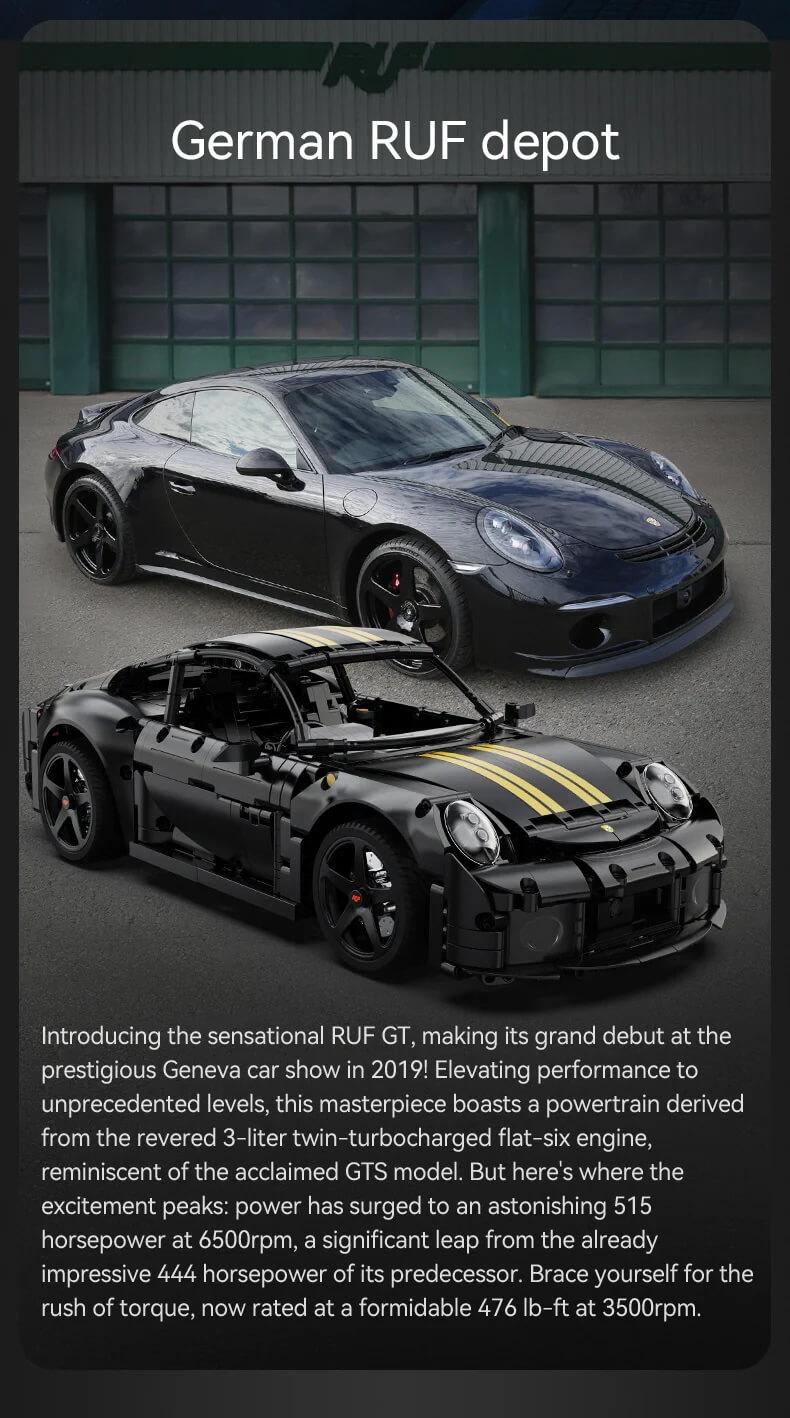 RUF
German RUF depot
Introducing the sensational RUF GT, making its grand debut at the
prestigious Geneva car show in 2019! Elevating performance to
unprecedented levels, this masterpiece boasts a powertrain derived
from the revered 3-liter twin-turbocharged flat-six engine,
reminiscent of the acclaimed GTS model. But here's where the
excitement peaks: power has surged to an astonishing 515
horsepower at 6500rpm, a significant leap from the already
impressive 444 horsepower of its predecessor. Brace yourself for the
rush of torque, now rated at a formidable 476 lb-ft at 3500rpm.